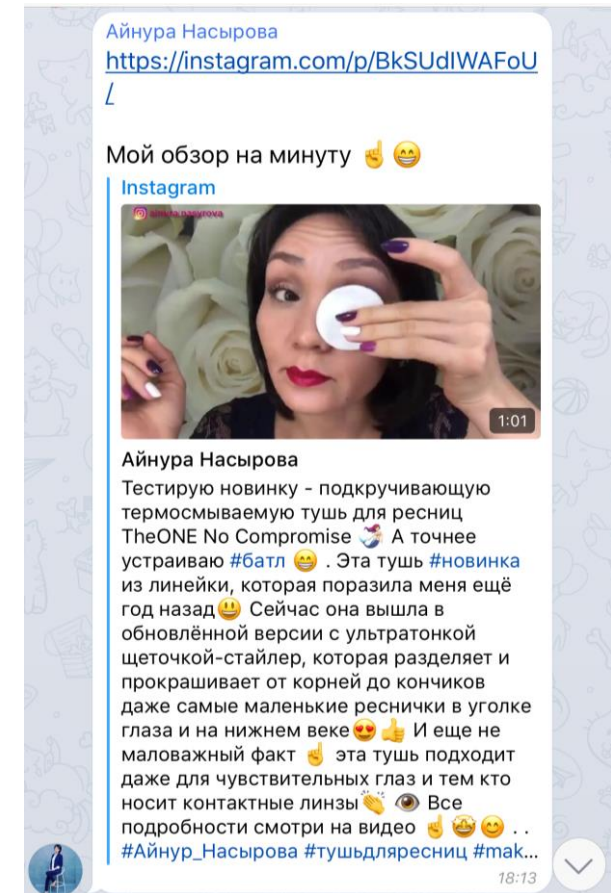 Айнура Насырова
https://instagram.com/p/BkSUdIWAFoU
/
Мой обзор на минуту ☝️😁
Instagram
ainura.nasyrova
1:01
Айнура Насырова
Тестирую новинку - подкручивающую
термосмываемую тушь для ресниц
TheONE No Compromise 🧜‍♀️ А точнее
устраиваю #батл 😁 . Эта тушь #новинка
из линейки, которая поразила меня ещё
год назад😃 Сейчас она вышла в
обновлённой версии с ультратонкой
щеточкой-стайлер, которая разделяет и
прокрашивает от корней до кончиков
даже самые маленькие реснички в уголке
глаза и на нижнем веке😍👍 И еще не
маловажный факт ☝️ эта тушь подходит
даже для чувствительных глаз и тем кто
носит контактные линзы👏 👁 Все
подробности смотри на видео ☝️🤩😊 . .
#Айнур_Насырова #тушьдляресниц #mak...
18:13